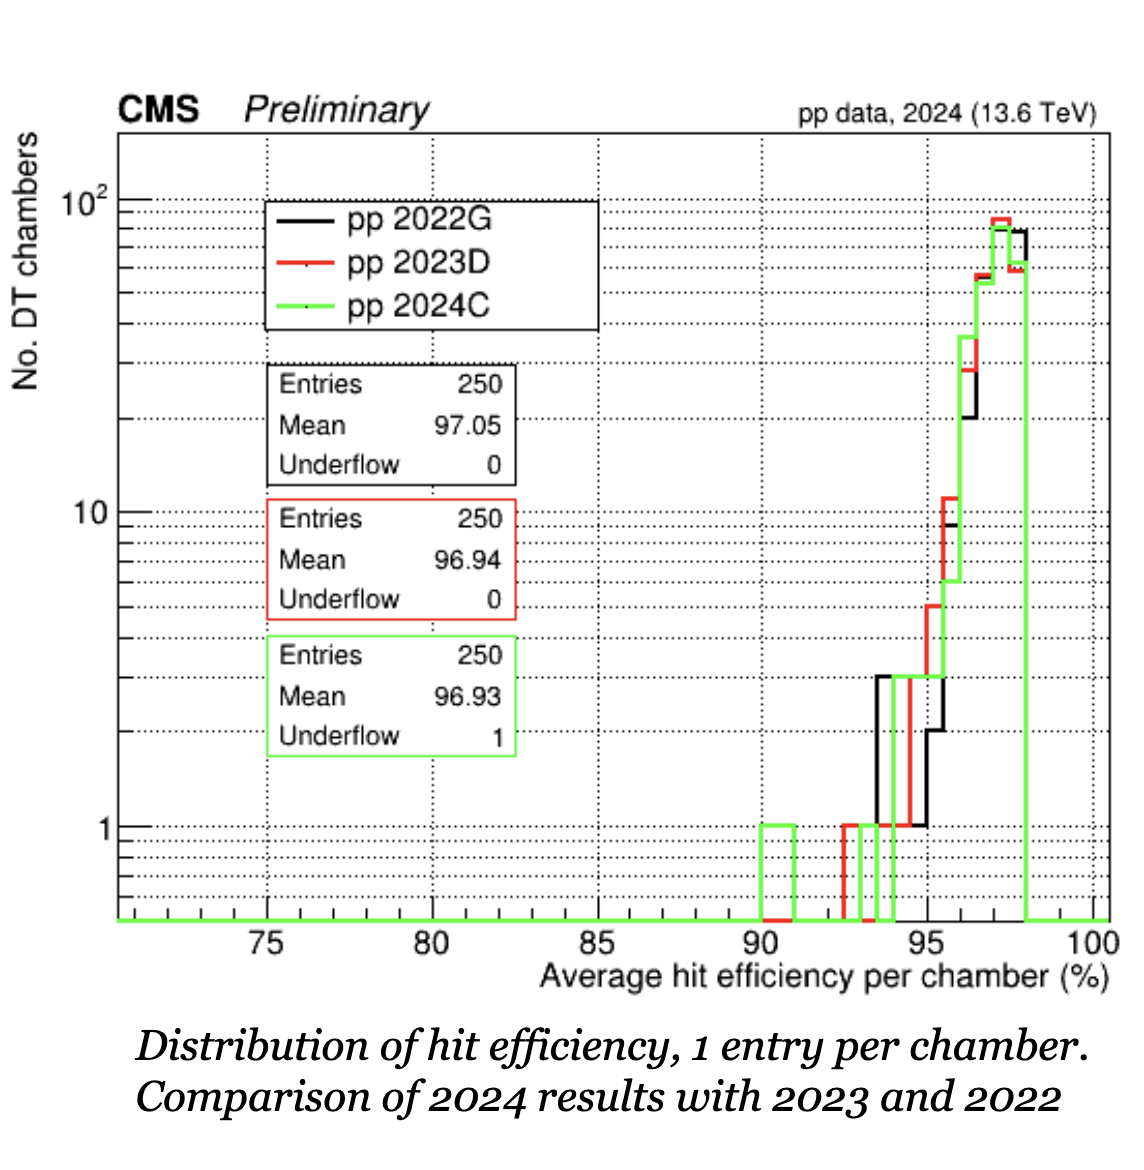 CMS Preliminary pp data, 2024 (13.6 TeV)
No. DT chambers
10²
10
1
pp 2022G
pp 2023D
pp 2024C
Entries 250
Mean 97.05
Underflow 0
Entries 250
Mean 96.94
Underflow 0
Entries 250
Mean 96.93
Underflow 1
75 80 85 90 95 100
Average hit efficiency per chamber (%)
Distribution of hit efficiency, 1 entry per chamber.
Comparison of 2024 results with 2023 and 2022